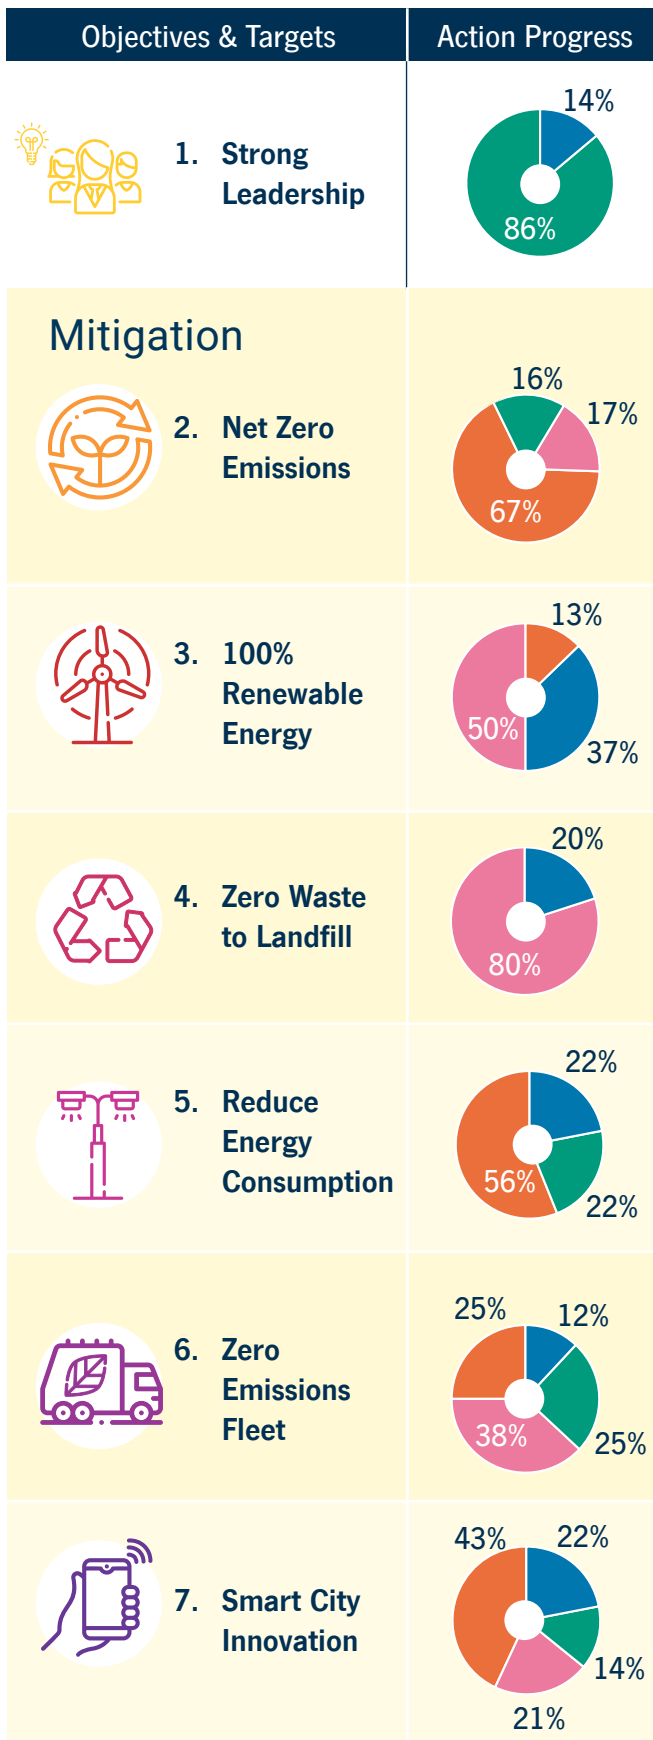 Objectives & Targets
Action Progress
1. Strong
Leadership
14%
86%
Mitigation
2. Net Zero
Emissions
16%
17%
67%
3. 100%
Renewable
Energy
13%
50%
37%
4. Zero Waste
to Landfill
20%
80%
5. Reduce
Energy
Consumption
22%
56%
22%
6. Zero
Emissions
Fleet
25%
12%
38%
25%
7. Smart City
Innovation
43%
22%
14%
21%